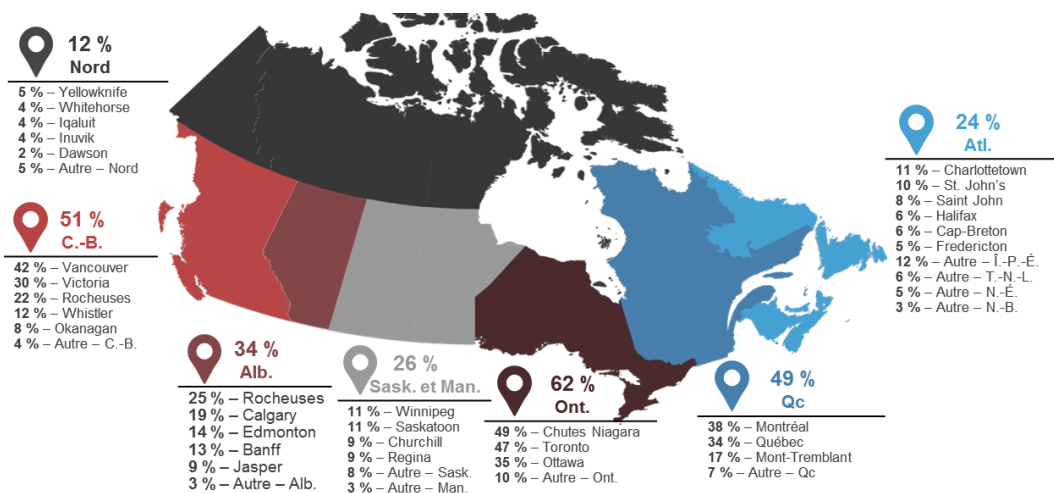 12 %
Nord
5 % – Yellowknife
4 % – Whitehorse
4 % – Iqaluit
4 % – Inuvik
2 % – Dawson
5 % – Autre – Nord
51 %
C.-B.
42 % – Vancouver
30 % – Victoria
22 % – Rocheuses
12 % – Whistler
8 % – Okanagan
4 % – Autre – C.-B.
34 %
Alb.
25 % – Rocheuses
19 % – Calgary
14 % – Edmonton
13 % – Banff
9 % – Jasper
3 % – Autre – Alb.
26 %
Sask. et Man.
11 % – Winnipeg
11 % – Saskatoon
9 % – Churchill
9 % – Regina
8 % – Autre – Sask.
3 % – Autre – Man.
62 %
Ont.
49 % – Chutes Niagara
47 % – Toronto
35 % – Ottawa
10 % – Autre – Ont.
49 %
Qc
38 % – Montréal
34 % – Québec
17 % – Mont-Tremblant
7 % – Autre – Qc
24 %
Atl.
11 % – Charlottetown
10 % – St. John’s
8 % – Saint John
6 % – Halifax
6 % – Cap-Breton
5 % – Fredericton
12 % – Autre – Î.-P.-É.
6 % – Autre – T.-N.-L.
5 % – Autre – N.-É.
3 % – Autre – N.-B.